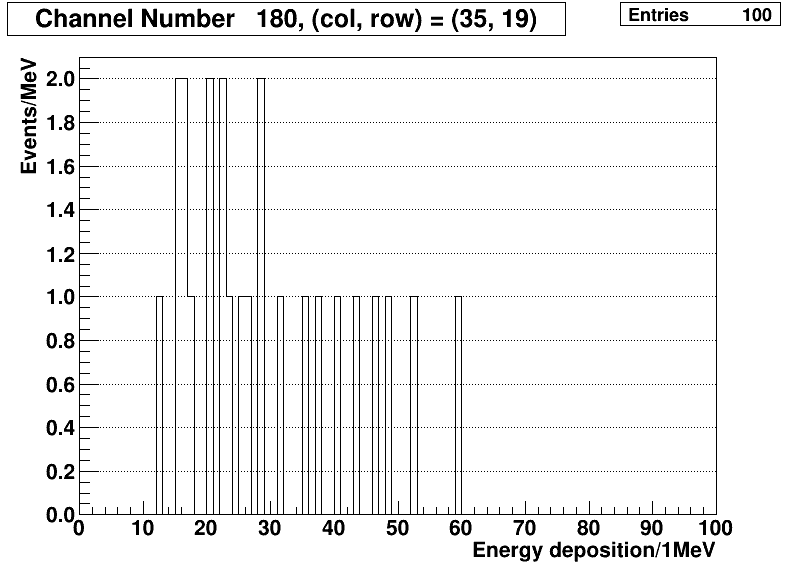 Channel Number 180, (col, row) = (35, 19)
Entries 100
Events/MeV
2.0
1.8
1.6
1.4
1.2
1.0
0.8
0.6
0.4
0.2
0.0
0 10 20 30 40 50 60 70 80 90 100
Energy deposition/1MeV